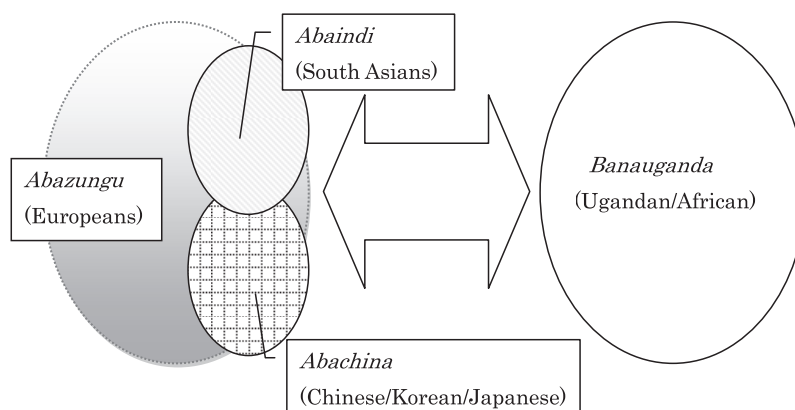 Abaindi
(South Asians)
Abazungu
(Europeans)
Banauganda
(Ugandan/African)
Abachina
(Chinese/Korean/Japanese)